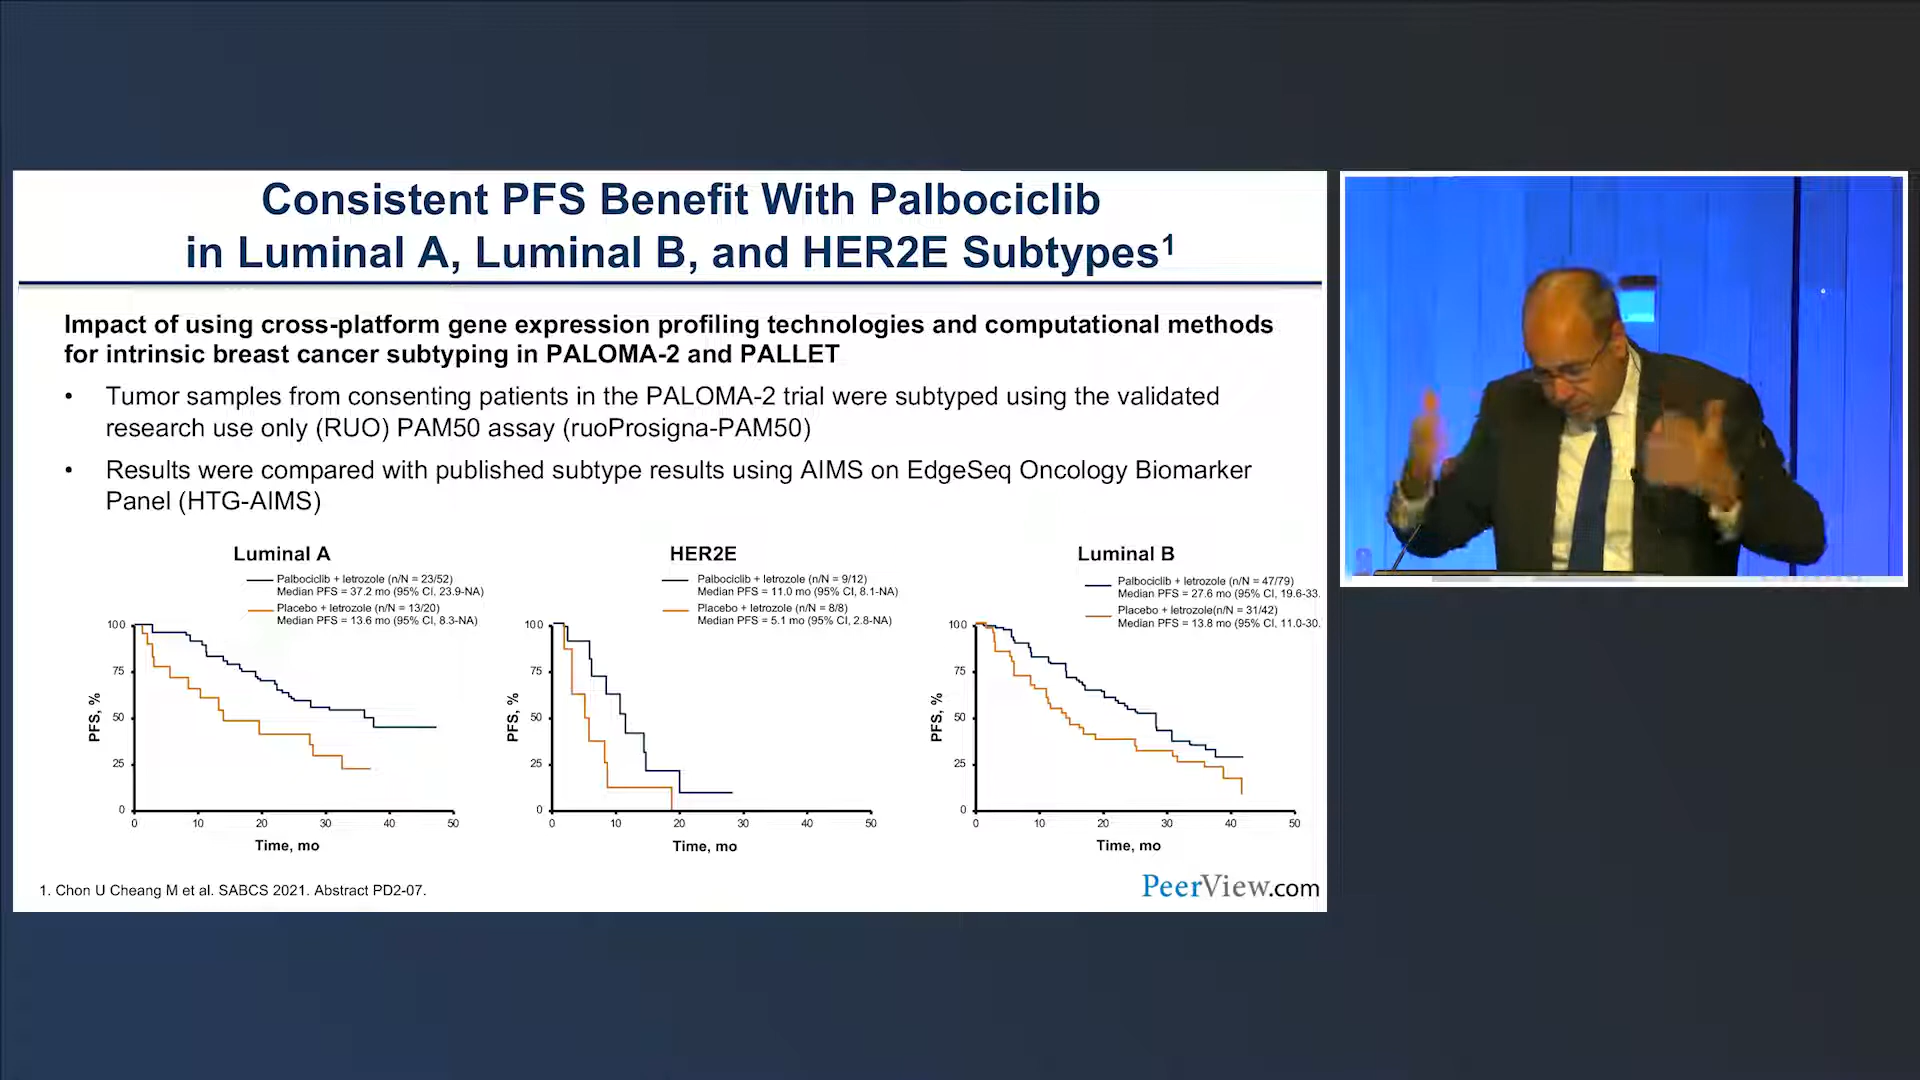 Consistent PFS Benefit With Palbociclib
in Luminal A, Luminal B, and HER2E Subtypes¹
Impact of using cross-platform gene expression profiling technologies and computational methods
for intrinsic breast cancer subtyping in PALOMA-2 and PALLET
• Tumor samples from consenting patients in the PALOMA-2 trial were subtyped using the validated
research use only (RUO) PAM50 assay (ruoProsigna-PAM50)
• Results were compared with published subtype results using AIMS on EdgeSeq Oncology Biomarker
Panel (HTG-AIMS)
Luminal A
Palbociclib + letrozole (n/N = 23/52)
Median PFS = 37.2 mo (95% CI, 23.9-NA)
Placebo + letrozole (n/N = 13/20)
Median PFS = 13.6 mo (95% CI, 8.3-NA)
PFS, %
100
75
50
25
0
0 10 20 30 40 50
Time, mo
HER2E
Palbociclib + letrozole (n/N = 9/12)
Median PFS = 11.0 mo (95% CI, 8.1-NA)
Placebo + letrozole (n/N = 8/8)
Median PFS = 5.1 mo (95% CI, 2.8-NA)
PFS, %
100
75
50
25
0
0 10 20 30 40 50
Time, mo
Luminal B
Palbociclib + letrozole (n/N = 47/79)
Median PFS = 27.6 mo (95% CI, 19.6-33.
Placebo + letrozole(n/N = 31/42)
Median PFS = 13.8 mo (95% CI, 11.0-30.
PFS, %
100
75
50
25
0
0 10 20 30 40 50
Time, mo
1. Chon U Cheang M et al. SABCS 2021. Abstract PD2-07.
PeerView.com